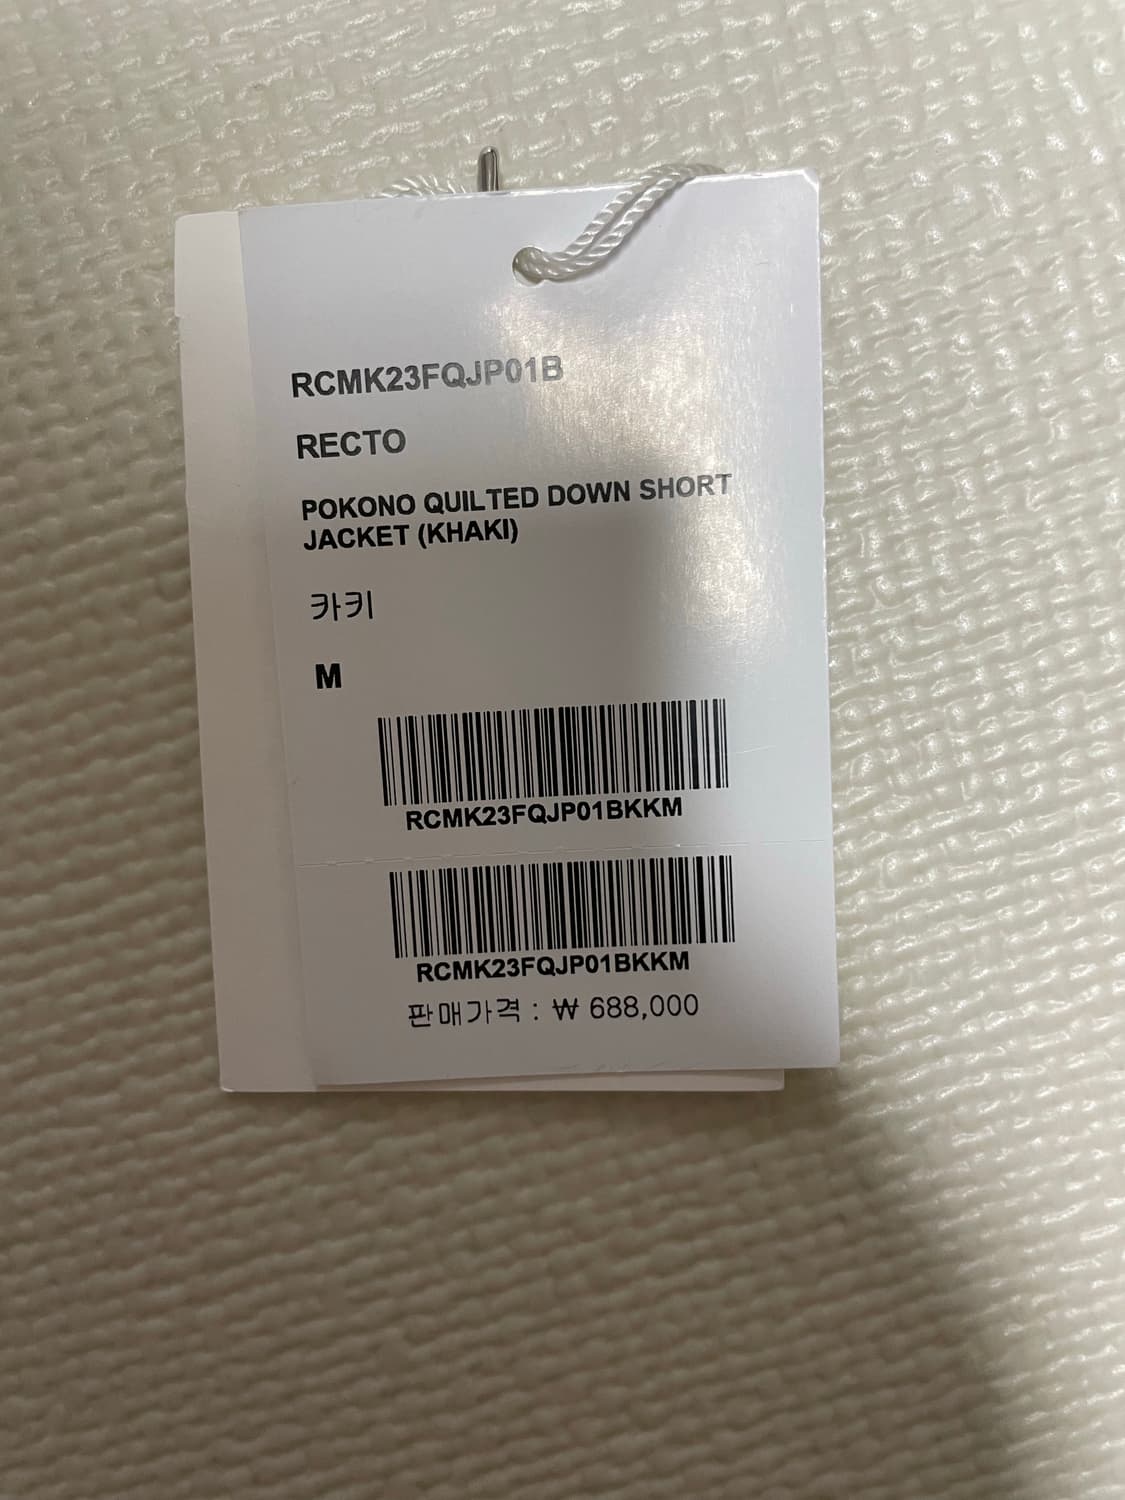 RCMK23FQJP01B
RECTO
POKONO QUILTED DOWN SHORT
JACKET (KHAKI)
카키
M
RCMK23FQJP01BKKM
RCMK23FQJP01BKKM
판매가격 : ₩ 688,000